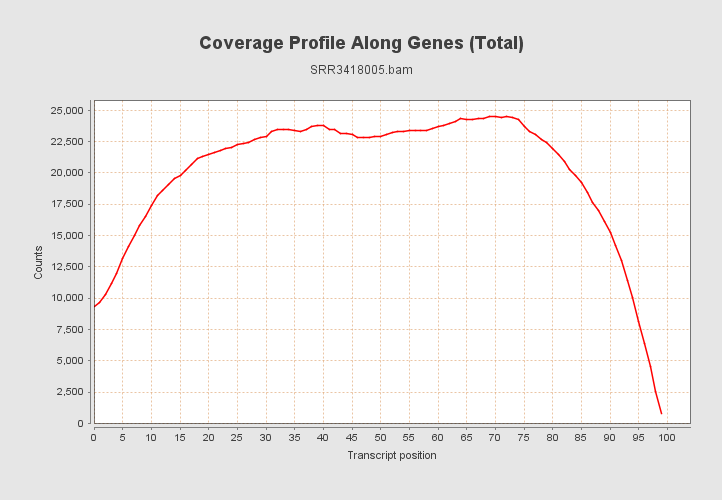 Coverage Profile Along Genes (Total)
SRR3418005.bam
25,000
22,500
20,000
17,500
15,000
12,500
10,000
7,500
5,000
2,500
0
Counts
0 5 10 15 20 25 30 35 40 45 50 55 60 65 70 75 80 85 90 95 100
Transcript position